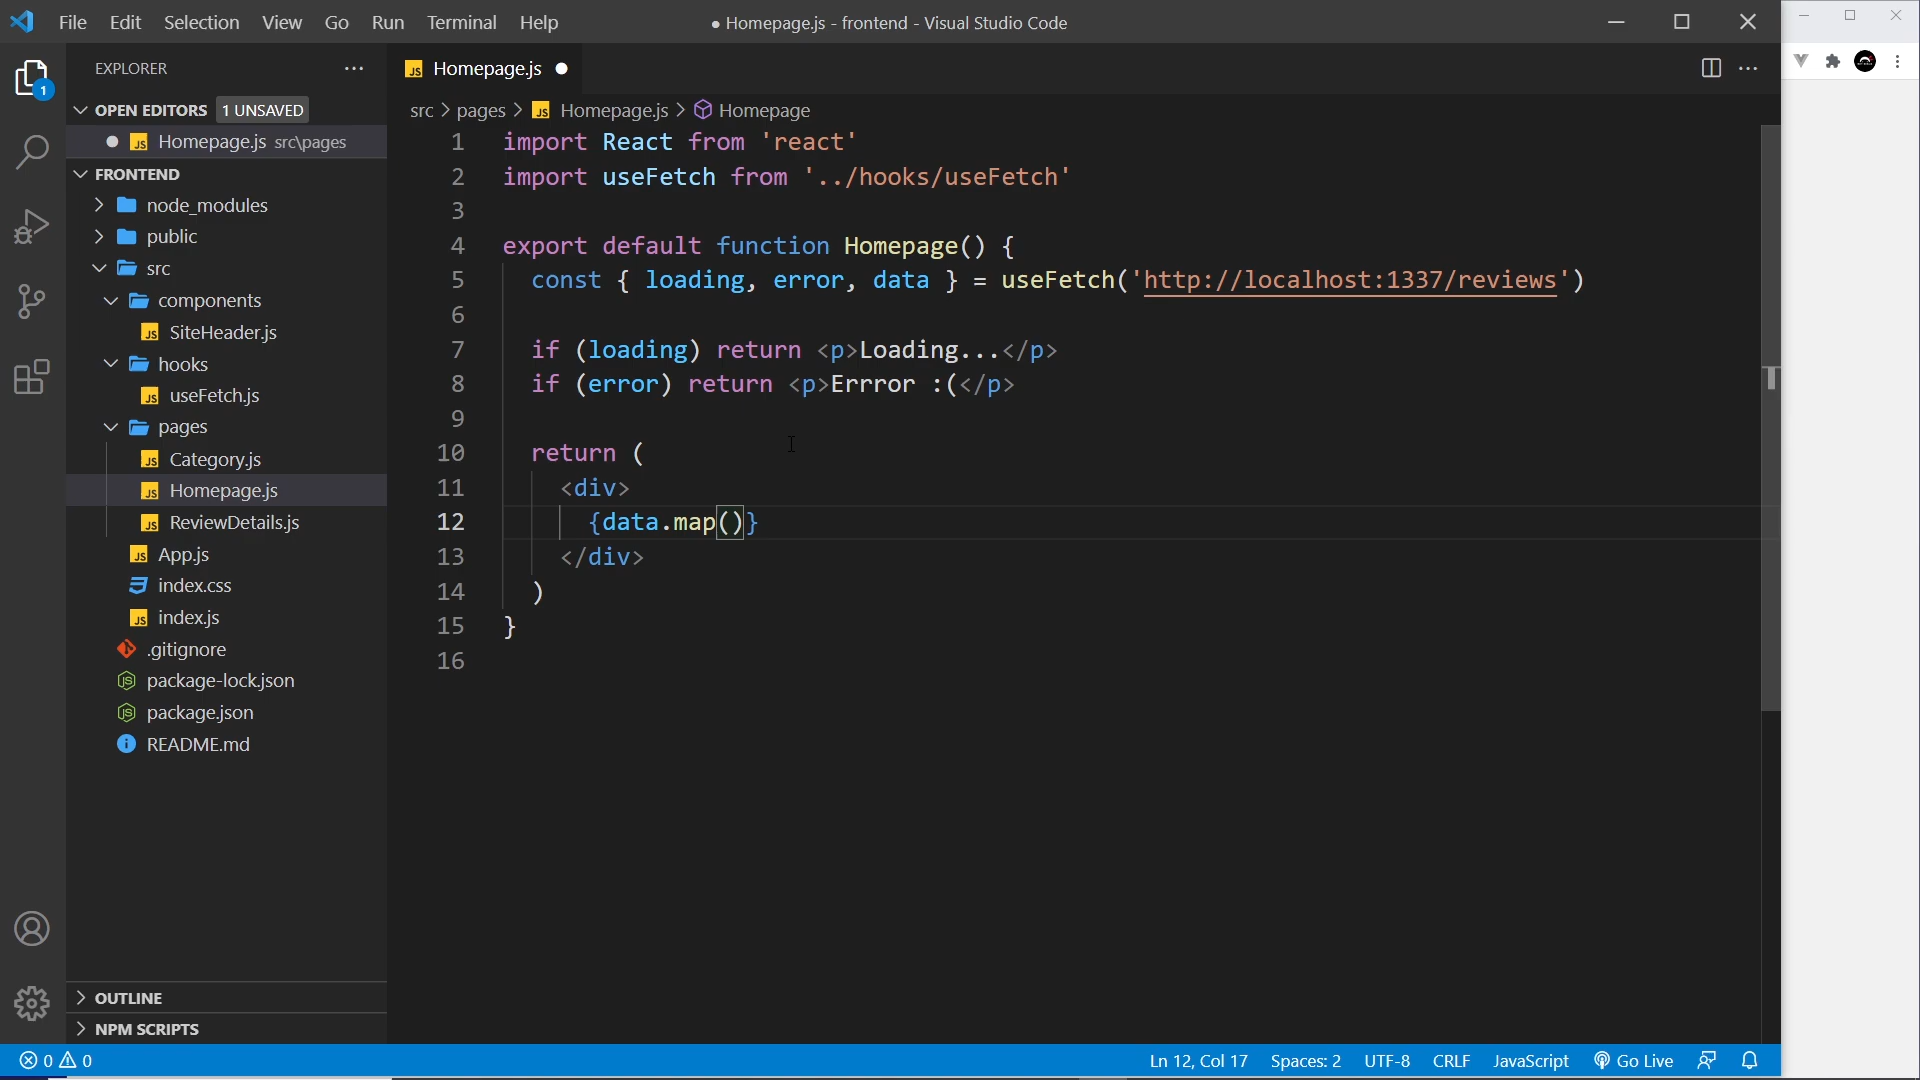 File Edit Selection View Go Run Terminal Help
● Homepage.js - frontend - Visual Studio Code
EXPLORER
OPEN EDITORS 1 UNSAVED
Homepage.js src\pages
FRONTEND
node_modules
public
src
components
SiteHeader.js
hooks
useFetch.js
pages
Category.js
Homepage.js
ReviewDetails.js
App.js
index.css
index.js
.gitignore
package-lock.json
package.json
README.md
OUTLINE
NPM SCRIPTS
Homepage.js
src > pages > Homepage.js > Homepage
1 import React from 'react'
2 import useFetch from '../hooks/useFetch'
3
4 export default function Homepage() {
5 const { loading, error, data } = useFetch('http://localhost:1337/reviews')
6
7 if (loading) return <p>Loading...</p>
8 if (error) return <p>Errror :(</p>
9
10 return (
11 <div>
12 {data.map()}
13 </div>
14 )
15 }
16
0 0 Ln 12, Col 17 Spaces: 2 UTF-8 CRLF JavaScript Go Live